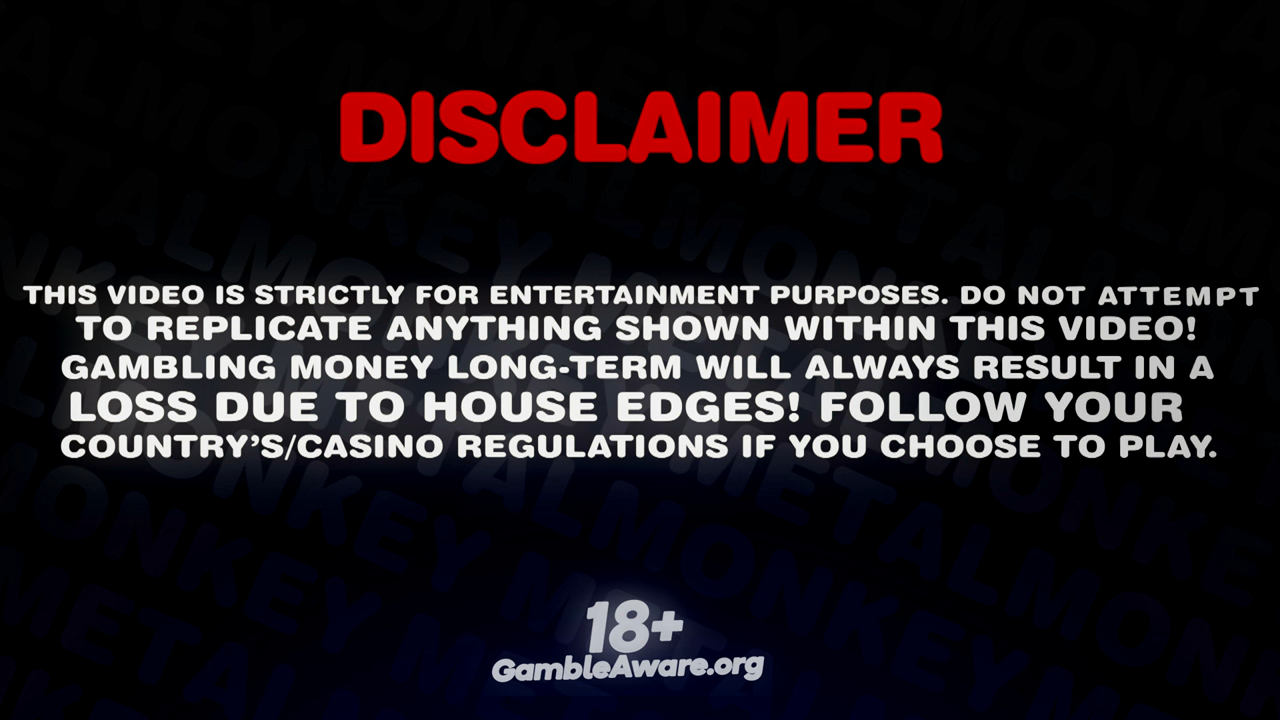 DISCLAIMER
THIS VIDEO IS STRICTLY FOR ENTERTAINMENT PURPOSES. DO NOT ATTEMPT
TO REPLICATE ANYTHING SHOWN WITHIN THIS VIDEO!
GAMBLING MONEY LONG-TERM WILL ALWAYS RESULT IN A
LOSS DUE TO HOUSE EDGES! FOLLOW YOUR
COUNTRY'S/CASINO REGULATIONS IF YOU CHOOSE TO PLAY.
18+
GambleAware.org